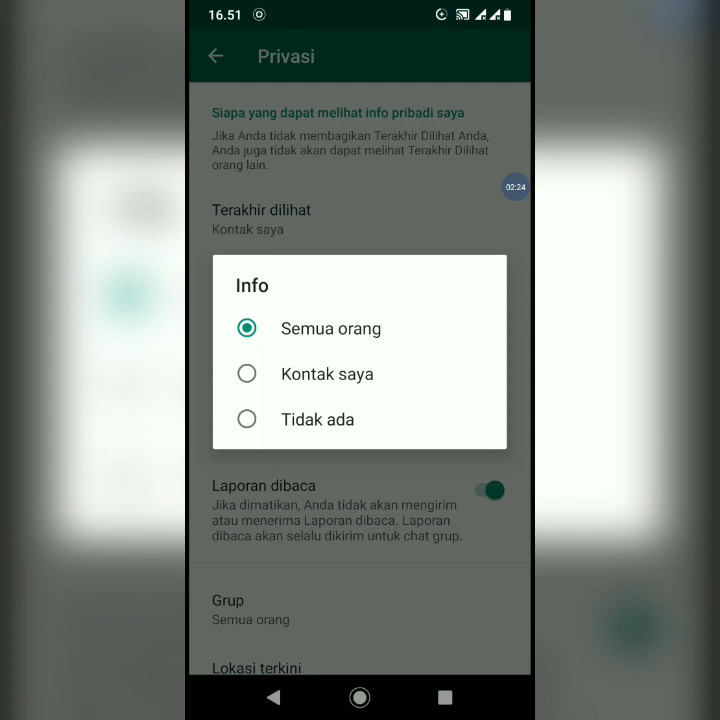 16.51
Privasi
Siapa yang dapat melihat info pribadi saya
Jika Anda tidak membagikan Terakhir Dilihat Anda,
Anda juga tidak akan dapat melihat Terakhir Dilihat
orang lain.
02:24
Terakhir dilihat
Kontak saya
Info
Semua orang
Kontak saya
Tidak ada
Laporan dibaca
Jika dimatikan, Anda tidak akan mengirim
atau menerima Laporan dibaca. Laporan
dibaca akan selalu dikirim untuk chat grup.
Grup
Semua orang
Lokasi terkini